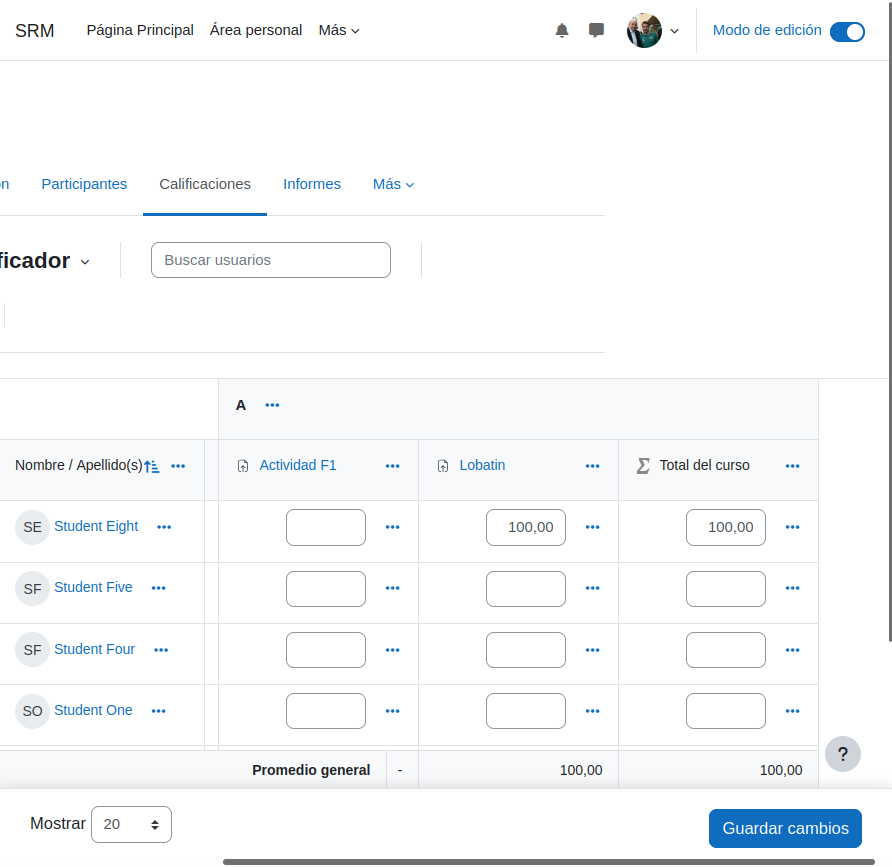 SRM Página Principal Área personal Más Modo de edición
ón Participantes Calificaciones Informes Más
ficador Buscar usuarios
A
Nombre / Apellido(s) Actividad F1 Lobatin Total del curso
SE Student Eight 100,00 100,00
SF Student Five
SF Student Four
SO Student One
Promedio general - 100,00 100,00
?
Mostrar 20 Guardar cambios